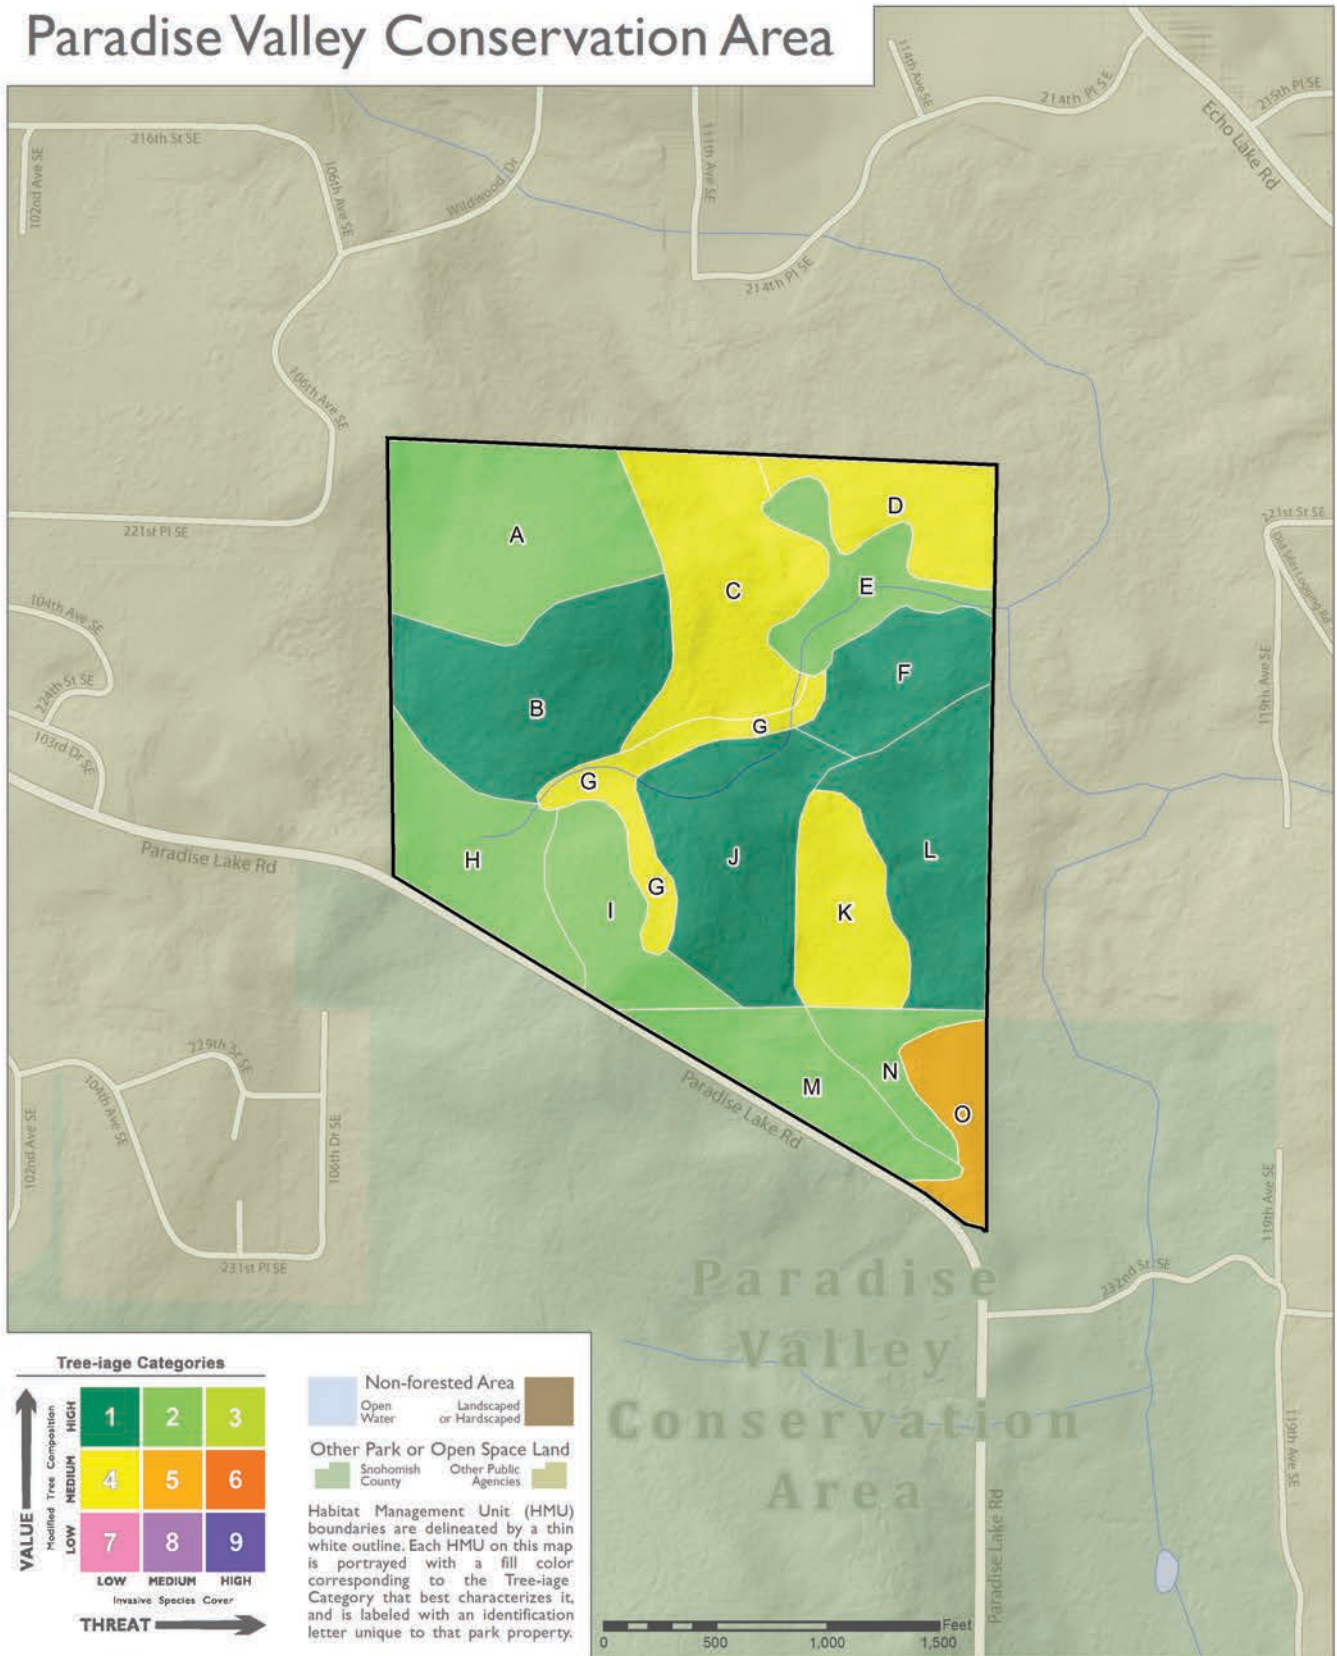 Paradise Valley Conservation Area
114th Ave SE
214th Pl SE
215th Pl SE
Echo Lake Rd
216th St SE
102nd Ave SE
106th Ave SE
Wildwood Dr
111th Ave SE
214th Pl SE
106th Ave SE
221st Pl SE
221st St SE
104th Ave SE
224th St SE
103rd Dr SE
119th Ave SE
Paradise Lake Rd
A
B
C
D
E
F
G
G
G
H
I
J
K
L
M
N
O
Paradise Lake Rd
229th St SE
104th Ave SE
102nd Ave SE
106th Dr SE
231st Pl SE
119th Ave SE
232nd St SE
119th Ave SE
Paradise Lake Rd
Paradise
Valley
Conservation
Area
Tree-iage Categories
VALUE
Modified Tree Composition
HIGH
MEDIUM
LOW
1 2 3
4 5 6
7 8 9
LOW MEDIUM HIGH
Invasive Species Cover
THREAT
Non-forested Area
Open Water
Landscaped or Hardscaped
Other Park or Open Space Land
Snohomish County
Other Public Agencies
Habitat Management Unit (HMU)
boundaries are delineated by a thin
white outline. Each HMU on this map
is portrayed with a fill color
corresponding to the Tree-iage
Category that best characterizes it,
and is labeled with an identification
letter unique to that park property.
Feet
0 500 1,000 1,500